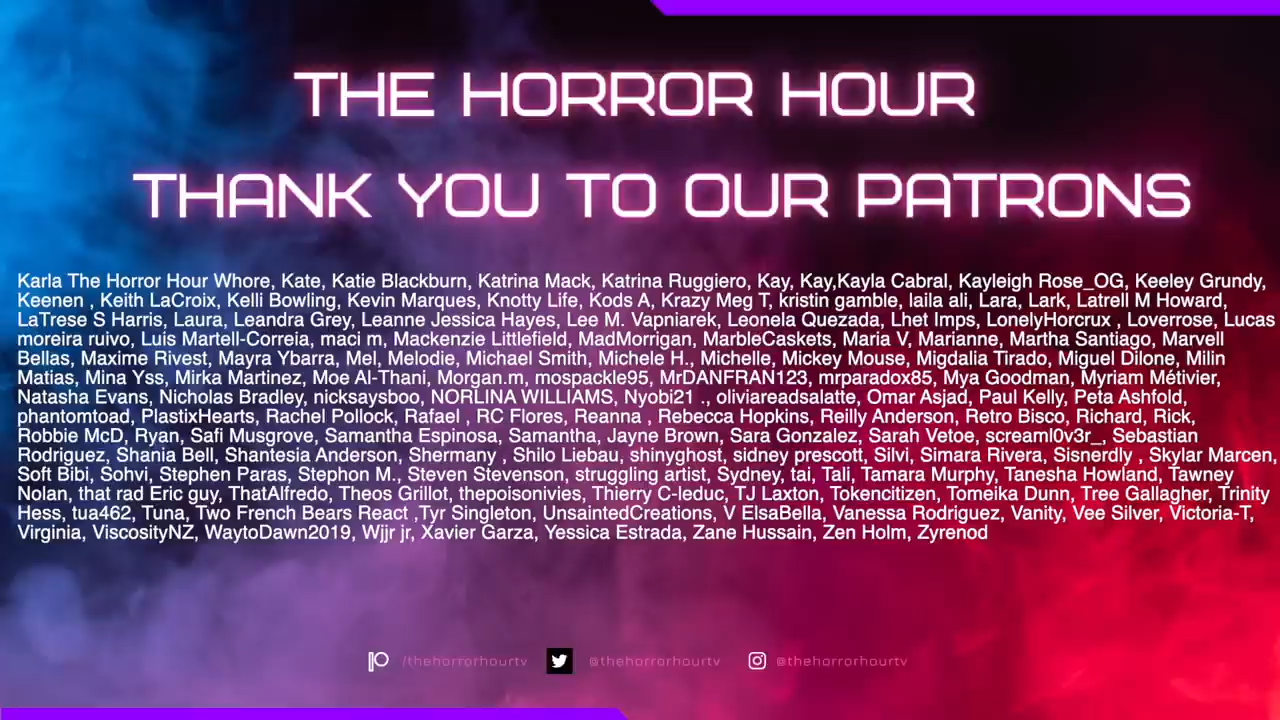 THE HORROR HOUR
THANK YOU TO OUR PATRONS
Karla The Horror Hour Whore, Kate, Katie Blackburn, Katrina Mack, Katrina Ruggiero, Kay, Kay,Kayla Cabral, Kayleigh Rose_OG, Keeley Grundy,
Keenen , Keith LaCroix, Kelli Bowling, Kevin Marques, Knotty Life, Kods A, Krazy Meg T, kristin gamble, laila ali, Lara, Lark, Latrell M Howard,
LaTrese S Harris, Laura, Leandra Grey, Leanne Jessica Hayes, Lee M. Vapniarek, Leonela Quezada, Lhet Imps, LonelyHorcrux , Loverrose, Lucas
moreira ruivo, Luis Martell-Correia, maci m, Mackenzie Littlefield, MadMorrigan, MarbleCaskets, Maria V, Marianne, Martha Santiago, Marvell
Bellas, Maxime Rivest, Mayra Ybarra, Mel, Melodie, Michael Smith, Michele H., Michelle, Mickey Mouse, Migdalia Tirado, Miguel Dilone, Milin
Matias, Mina Yss, Mirka Martinez, Moe Al-Thani, Morgan.m, mospackle95, MrDANFRAN123, mrparadox85, Mya Goodman, Myriam Métivier,
Natasha Evans, Nicholas Bradley, nicksaysboo, NORLINA WILLIAMS, Nyobi21 ., oliviareadsalatte, Omar Asjad, Paul Kelly, Peta Ashfold,
phantomtoad, PlastixHearts, Rachel Pollock, Rafael , RC Flores, Reanna , Rebecca Hopkins, Reilly Anderson, Retro Bisco, Richard, Rick,
Robbie McD, Ryan, Safi Musgrove, Samantha Espinosa, Samantha, Jayne Brown, Sara Gonzalez, Sarah Vetoe, screaml0v3r_, Sebastian
Rodriguez, Shania Bell, Shantesia Anderson, Shermany , Shilo Liebau, shinyghost, sidney prescott, Silvi, Simara Rivera, Sisnerdly , Skylar Marcen,
Soft Bibi, Sohvi, Stephen Paras, Stephon M., Steven Stevenson, struggling artist, Sydney, tai, Tali, Tamara Murphy, Tanesha Howland, Tawney
Nolan, that rad Eric guy, ThatAlfredo, Theos Grillot, thepoisonivies, Thierry C-leduc, TJ Laxton, Tokencitizen, Tomeika Dunn, Tree Gallagher, Trinity
Hess, tua462, Tuna, Two French Bears React ,Tyr Singleton, UnsaintedCreations, V ElsaBella, Vanessa Rodriguez, Vanity, Vee Silver, Victoria-T,
Virginia, ViscosityNZ, WaytoDawn2019, Wjjr jr, Xavier Garza, Yessica Estrada, Zane Hussain, Zen Holm, Zyrenod
/thehorrorhourtv @thehorrorhourtv @thehorrorhourtv